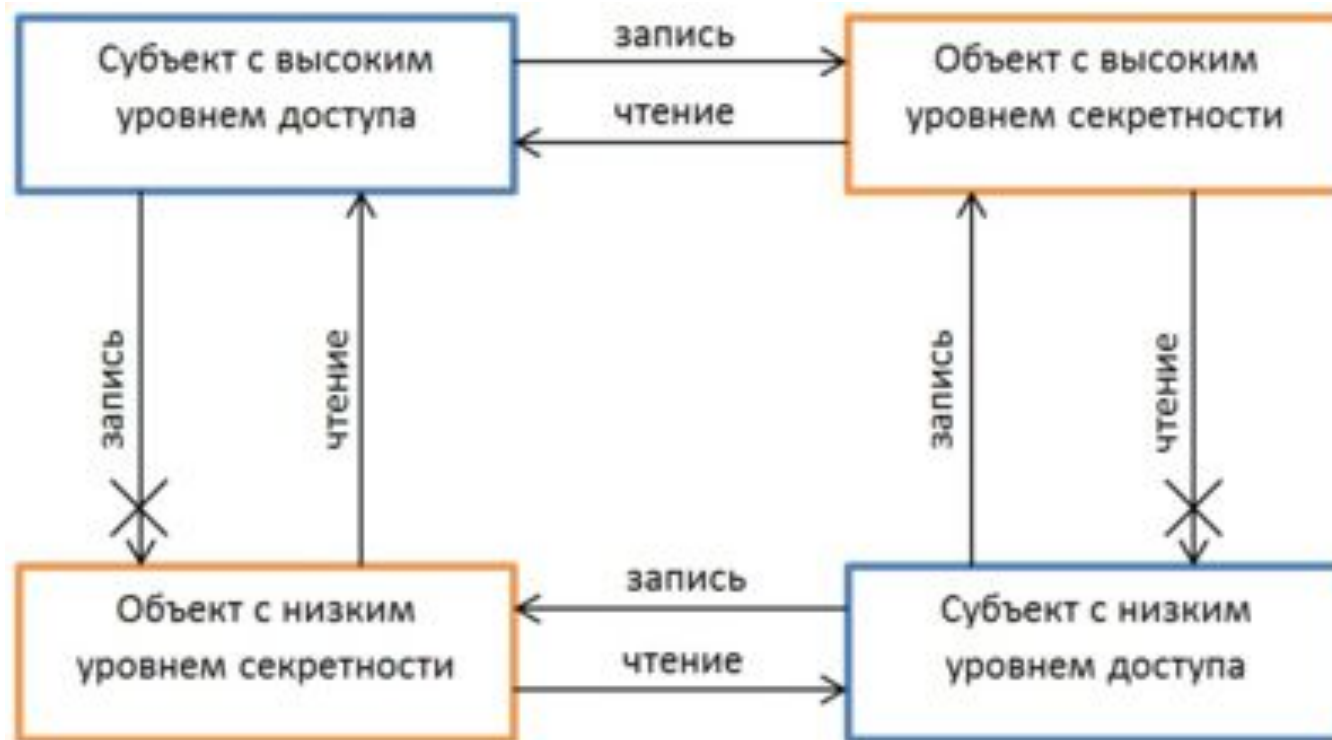 Субъект с высоким
уровнем доступа
запись
чтение
Объект с высоким
уровнем секретности
запись
чтение
запись
чтение
Объект с низким
уровнем секретности
запись
чтение
Субъект с низким
уровнем доступа